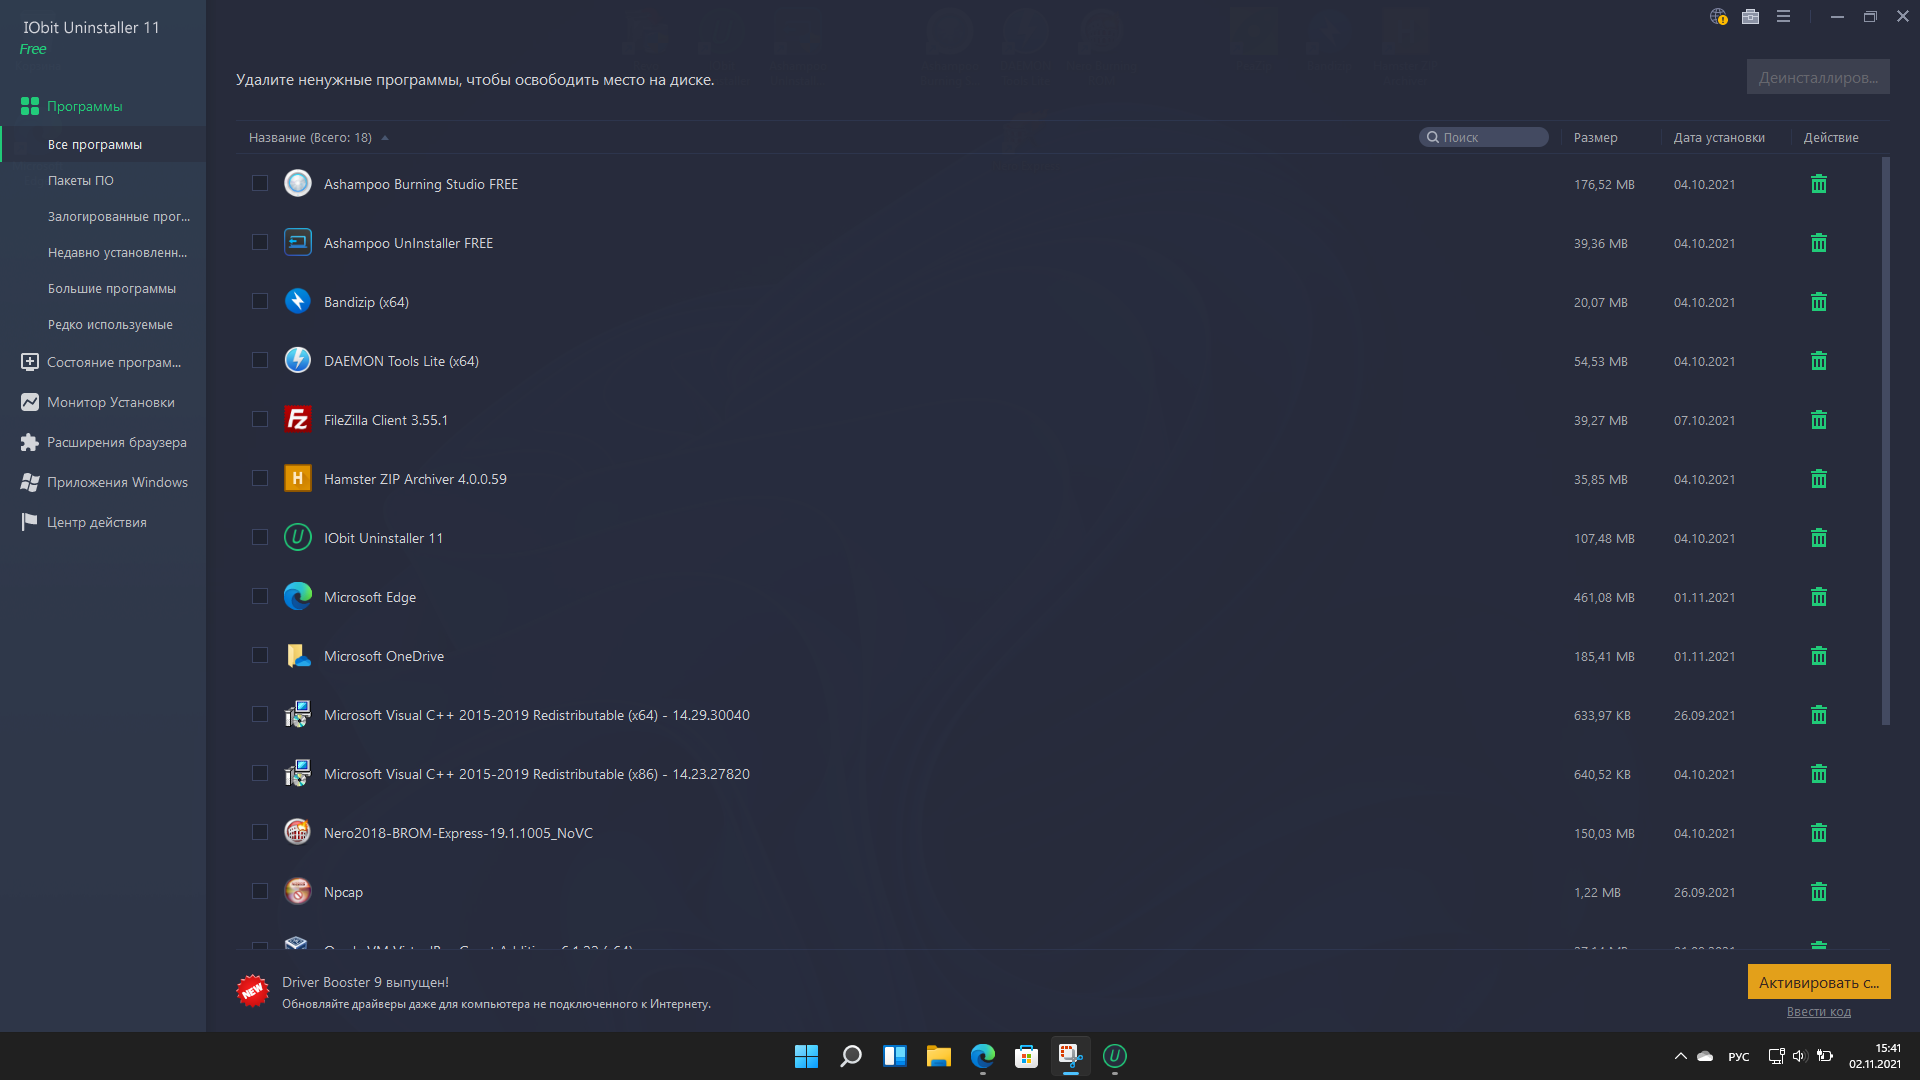 IObit Uninstaller 11
Free
Программы
Все программы
Пакеты ПО
Залогированные прог...
Недавно установленн...
Большие программы
Редко используемые
Состояние програм...
Монитор Установки
Расширения браузера
Приложения Windows
Центр действия
Удалите ненужные программы, чтобы освободить место на диске.
Деинсталлиров...
Название (Всего: 18) Поиск Размер Дата установки Действие
Ashampoo Burning Studio FREE 176,52 MB 04.10.2021
Ashampoo UnInstaller FREE 39,36 MB 04.10.2021
Bandizip (x64) 20,07 MB 04.10.2021
DAEMON Tools Lite (x64) 54,53 MB 04.10.2021
FileZilla Client 3.55.1 39,27 MB 07.10.2021
Hamster ZIP Archiver 4.0.0.59 35,85 MB 04.10.2021
IObit Uninstaller 11 107,48 MB 04.10.2021
Microsoft Edge 461,08 MB 01.11.2021
Microsoft OneDrive 185,41 MB 01.11.2021
Microsoft Visual C++ 2015-2019 Redistributable (x64) - 14.29.30040 633,97 KB 26.09.2021
Microsoft Visual C++ 2015-2019 Redistributable (x86) - 14.23.27820 640,52 KB 04.10.2021
Nero2018-BROM-Express-19.1.1005_NoVC 150,03 MB 04.10.2021
Npcap 1,22 MB 26.09.2021
NEW
Driver Booster 9 выпущен!
Обновляйте драйверы даже для компьютера не подключенного к Интернету.
Активировать с...
Ввести код
РУС
15:41
02.11.2021